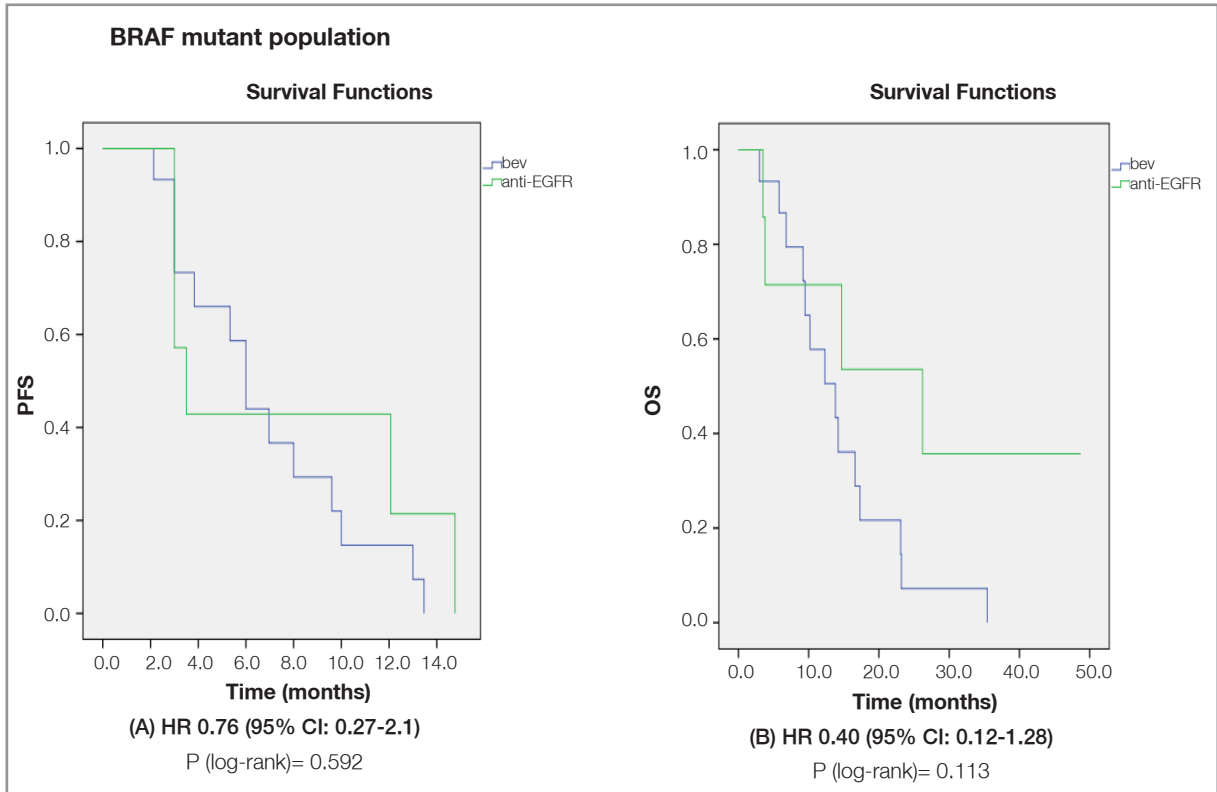 BRAF mutant population
Survival Functions
1.0
0.8
0.6
0.4
0.2
0.0
PFS
0.0 2.0 4.0 6.0 8.0 10.0 12.0 14.0
Time (months)
bev
anti-EGFR
(A) HR 0.76 (95% CI: 0.27-2.1)
P (log-rank)= 0.592
Survival Functions
1.0
0.8
0.6
0.4
0.2
0.0
OS
0.0 10.0 20.0 30.0 40.0 50.0
Time (months)
bev
anti-EGFR
(B) HR 0.40 (95% CI: 0.12-1.28)
P (log-rank)= 0.113